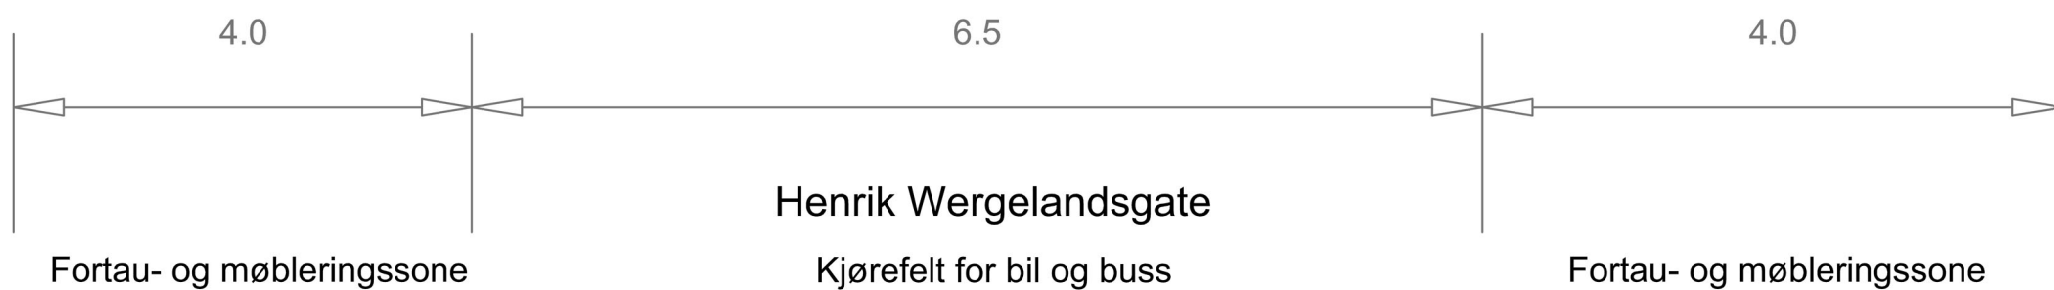 4.0 6.5 4.0
Henrik Wergelandsgate
Fortau- og møbleringssone Kjørefelt for bil og buss Fortau- og møbleringssone